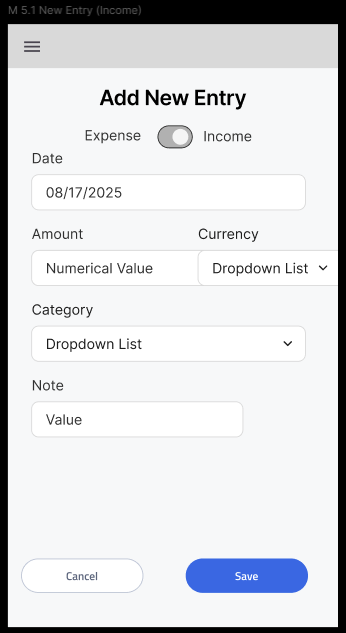 M 5.1 New Entry (Income)
Add New Entry
Expense Income
Date
08/17/2025
Amount Currency
Numerical Value Dropdown List
Category
Dropdown List
Note
Value
Cancel Save